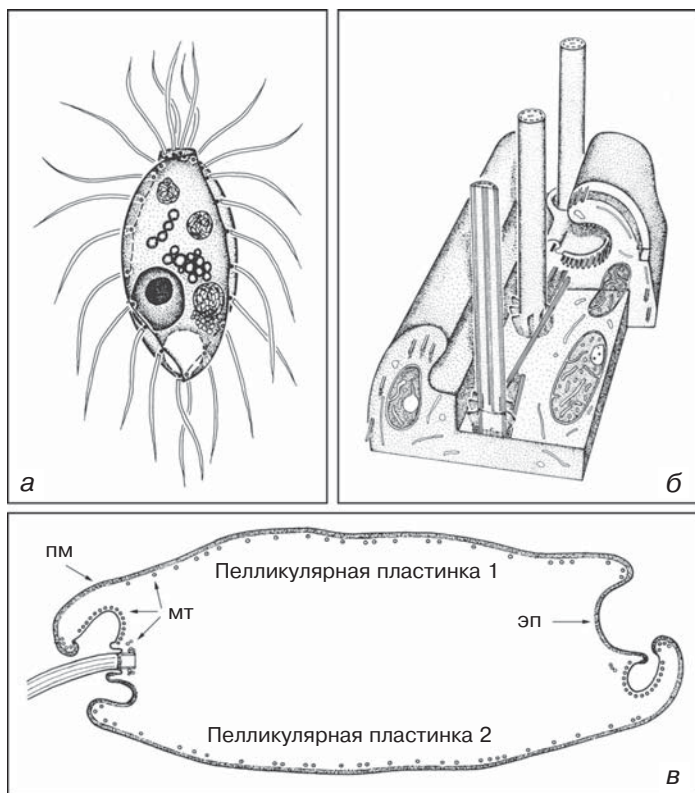 а
б
пм
Пелликулярная пластинка 1
мт
эп
Пелликулярная пластинка 2
в